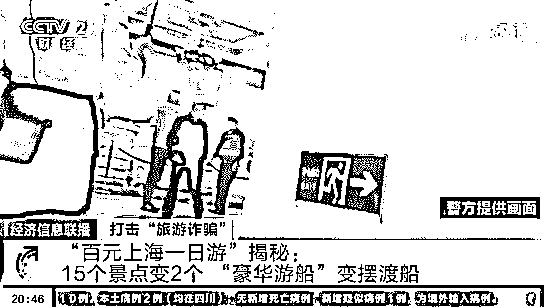 CCTV 2
财经
警方提供画面
经济信息联播 打击“旅游诈骗”
“百元上海一日游”揭秘：
15个景点变2个 “豪华游船”变摆渡船
20:46 0例，本土病例2例（均在四川）；无新增死亡病例；新增疑似病例1例，为境外输入病例